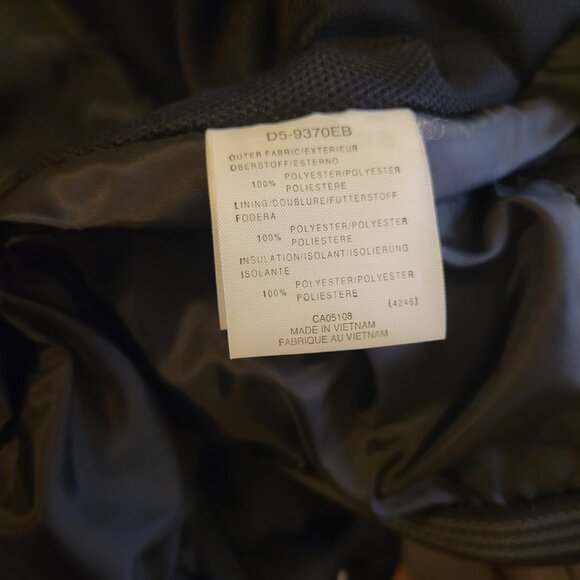 D5-9370EB
OUTER FABRIC/EXTERIEUR
OBERSTOFF/ESTERNO
100% POLYESTER/POLYESTER
POLIESTERE
LINING/DOUBLURE/FUTTERSTOFF
FODERA
100% POLYESTER/POLYESTER
POLIESTERE
INSULATION/ISOLANT/ISOLIERUNG
ISOLANTE
100% POLYESTER/POLYESTER
POLIESTERE (4246)
CA05108
MADE IN VIETNAM
FABRIQUE AU VIETNAM